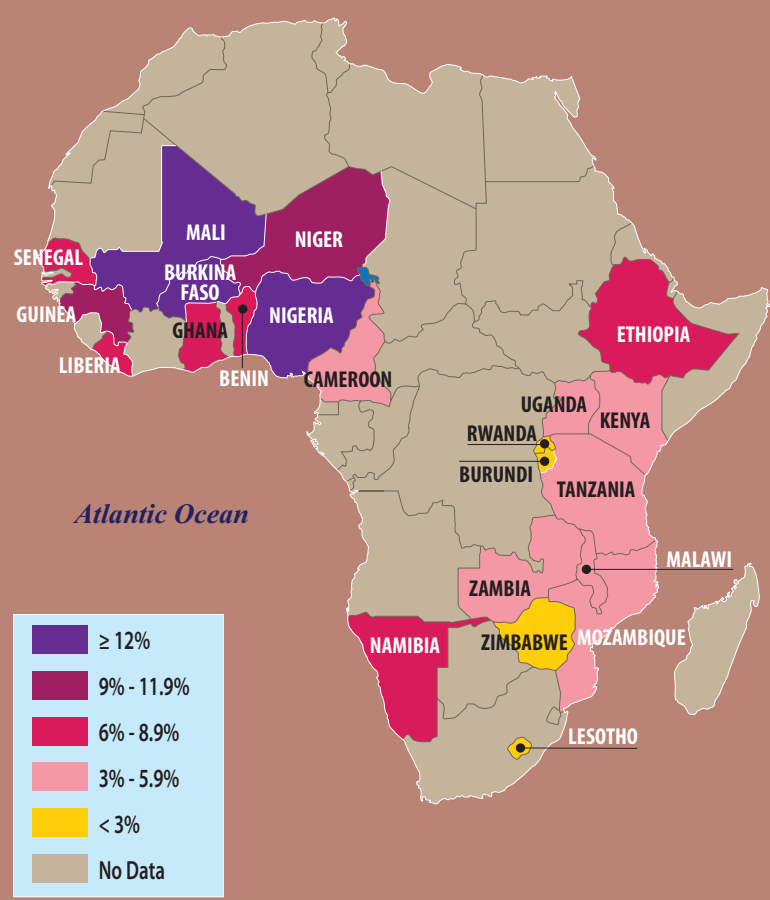 MALI
NIGER
SENEGAL
BURKINA
FASO
GUINEA
NIGERIA
GHANA
ETHIOPIA
LIBERIA
BENIN
CAMEROON
UGANDA
KENYA
RWANDA
BURUNDI
TANZANIA
Atlantic Ocean
MALAWI
ZAMBIA
MOZAMBIQUE
NAMIBIA
ZIMBABWE
LESOTHO
≥ 12%
9% - 11.9%
6% - 8.9%
3% - 5.9%
< 3%
No Data